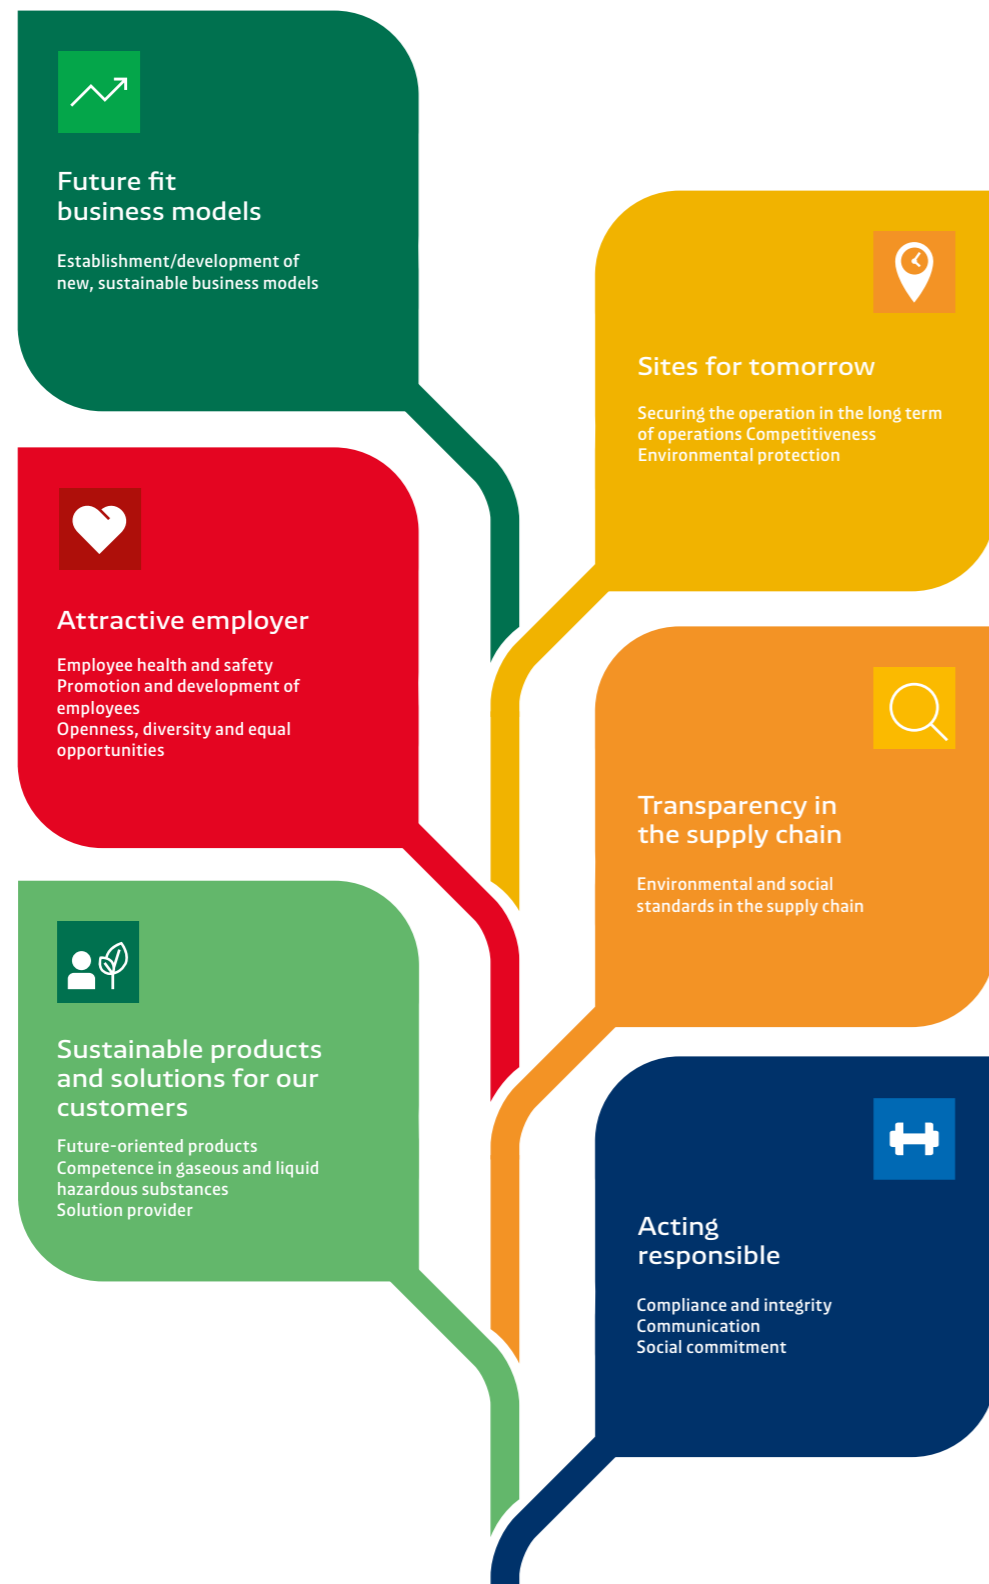 Future fit
business models
Establishment/development of
new, sustainable business models
Sites for tomorrow
Securing the operation in the long term
of operations Competitiveness
Environmental protection
Attractive employer
Employee health and safety
Promotion and development of
employees
Openness, diversity and equal
opportunities
Transparency in
the supply chain
Environmental and social
standards in the supply chain
Sustainable products
and solutions for our
customers
Future-oriented products
Competence in gaseous and liquid
hazardous substances
Solution provider
Acting
responsible
Compliance and integrity
Communication
Social commitment